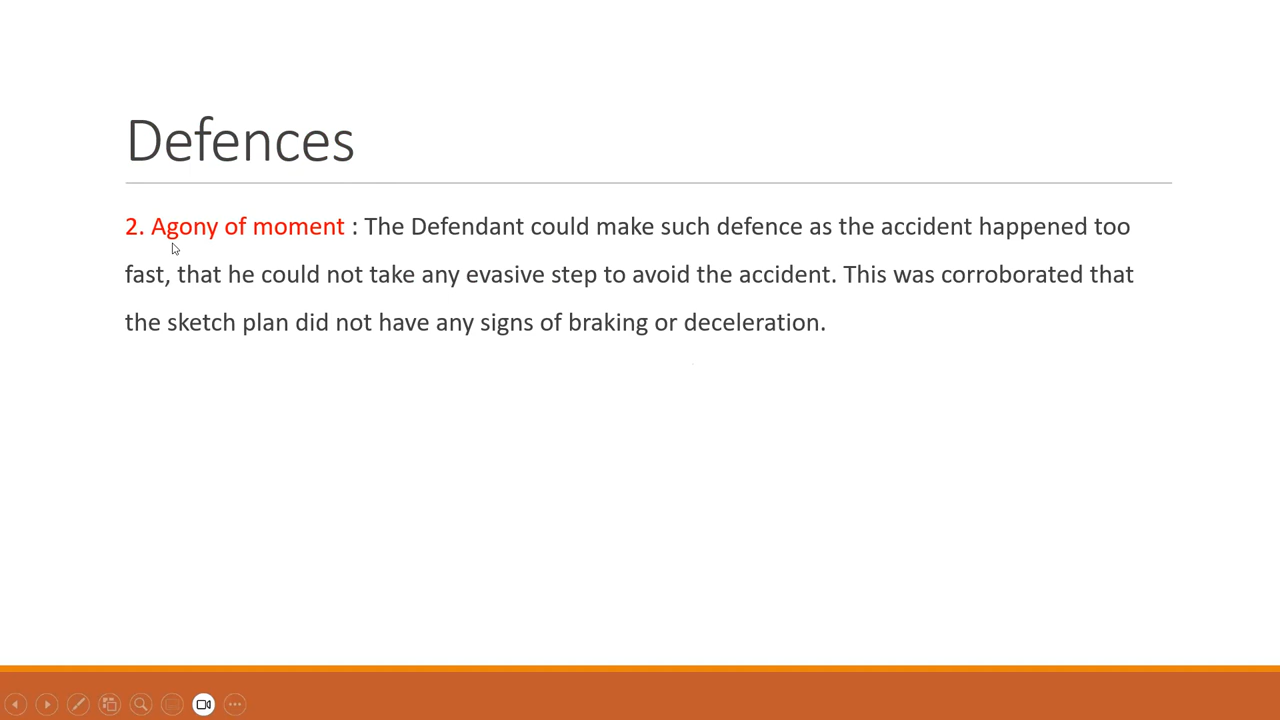 Defences
2. Agony of moment : The Defendant could make such defence as the accident happened too
fast, that he could not take any evasive step to avoid the accident. This was corroborated that
the sketch plan did not have any signs of braking or deceleration.